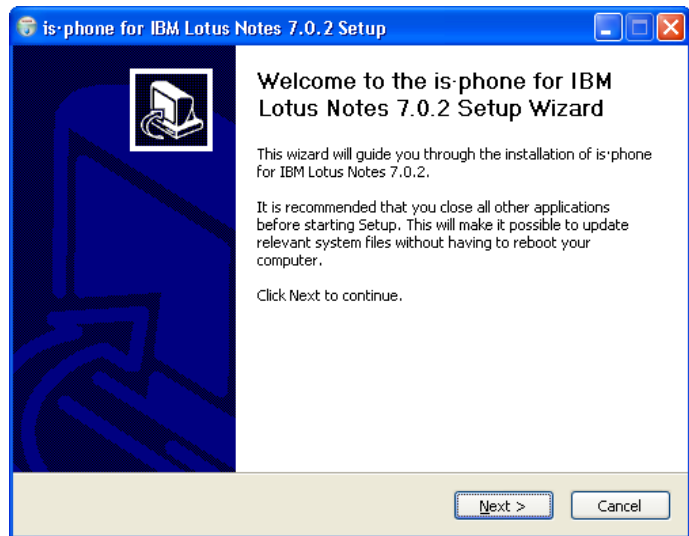 is·phone for IBM Lotus Notes 7.0.2 Setup
Welcome to the is·phone for IBM
Lotus Notes 7.0.2 Setup Wizard
This wizard will guide you through the installation of is·phone
for IBM Lotus Notes 7.0.2.
It is recommended that you close all other applications
before starting Setup. This will make it possible to update
relevant system files without having to reboot your
computer.
Click Next to continue.
Next >
Cancel